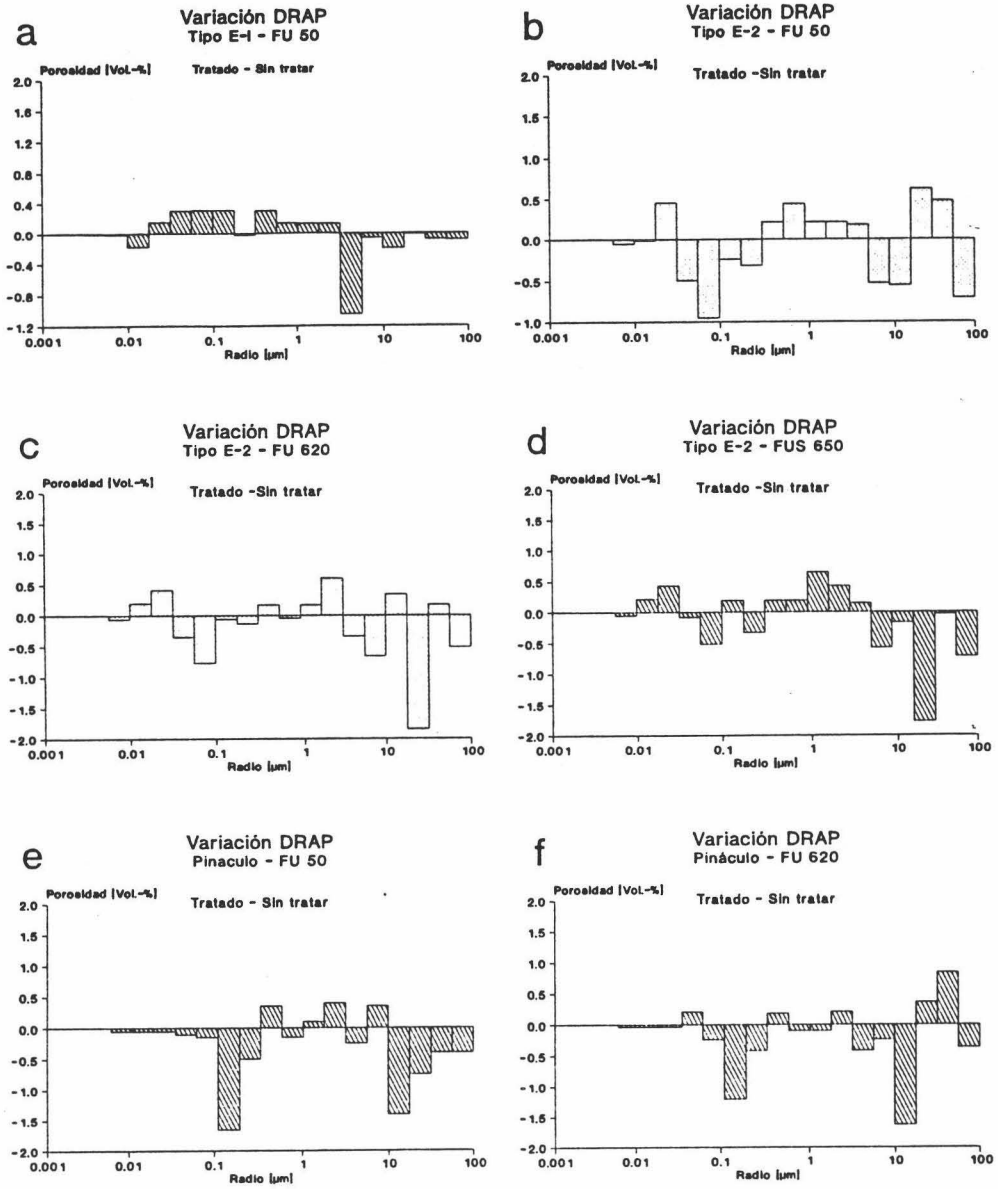 a
Variación DRAP
Tipo E-I - FU 50
Porosidad [Vol.-%]
Tratado - Sin tratar
2.0
1.6
1.2
0.8
0.4
0.0
-0.4
-0.8
-1.2
0.001
0.01
0.1
1
10
100
Radio [µm]
b
Variación DRAP
Tipo E-2 - FU 50
Porosidad [Vol.-%]
Tratado -Sin tratar
2.0
1.5
1.0
0.5
0.0
-0.5
-1.0
0.001
0.01
0.1
1
10
100
Radio [µm]
c
Variación DRAP
Tipo E-2 - FU 620
Porosidad [Vol.-%]
Tratado -Sin tratar
2.0
1.5
1.0
0.5
0.0
-0.5
-1.0
-1.5
-2.0
0.001
0.01
0.1
1
10
100
Radio [µm]
d
Variación DRAP
Tipo E-2 - FUS 650
Porosidad [Vol.-%]
Tratado -Sin tratar
2.0
1.5
1.0
0.5
0.0
-0.5
-1.0
-1.5
-2.0
0.001
0.01
0.1
1
10
100
Radio [µm]
e
Variación DRAP
Pinaculo - FU 50
Porosidad [Vol.-%]
Tratado - Sin tratar
2.0
1.5
1.0
0.5
0.0
-0.5
-1.0
-1.5
-2.0
0.001
0.01
0.1
1
10
100
Radio [µm]
f
Variación DRAP
Pináculo - FU 620
Porosidad [Vol.-%]
Tratado - Sin tratar
2.0
1.5
1.0
0.5
0.0
-0.5
-1.0
-1.5
-2.0
0.001
0.01
0.1
1
10
100
Radio [µm]